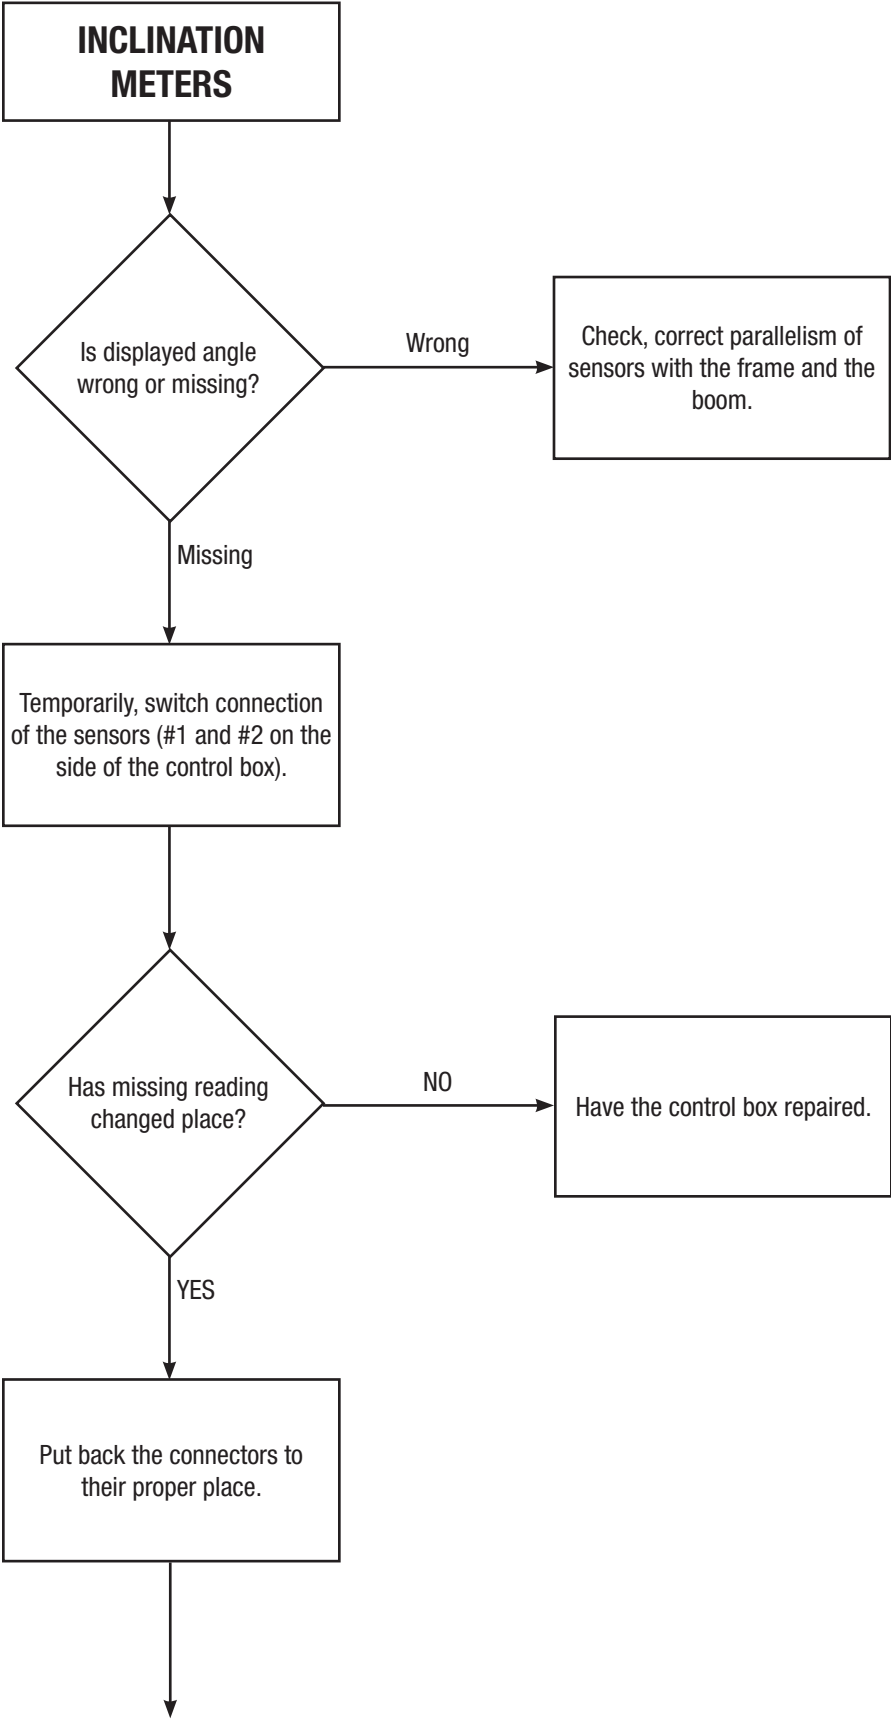 INCLINATION
METERS
Is displayed angle
wrong or missing?
Wrong
Check, correct parallelism of
sensors with the frame and the
boom.
Missing
Temporarily, switch connection
of the sensors (#1 and #2 on the
side of the control box).
Has missing reading
changed place?
NO
Have the control box repaired.
YES
Put back the connectors to
their proper place.